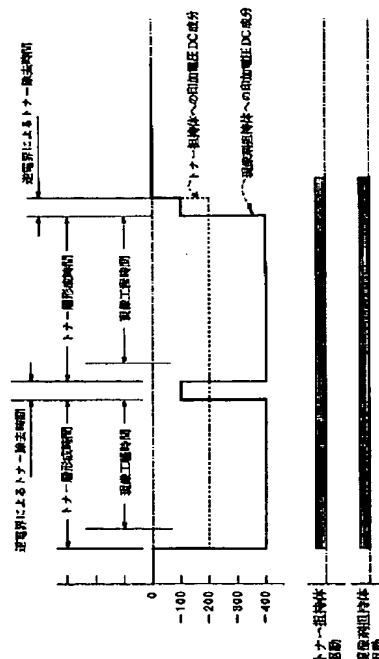 逆電界によるトナー除去時間
トナー層形成時間
現像工程時間
逆電界によるトナー除去時間
トナー層形成時間
現像工程時間
トナー担持体への印加電圧DC成分
現像剤担持体への印加電圧DC成分
0
-100
-200
-300
-400
トナー担持体
駆動
現像剤担持体
駆動